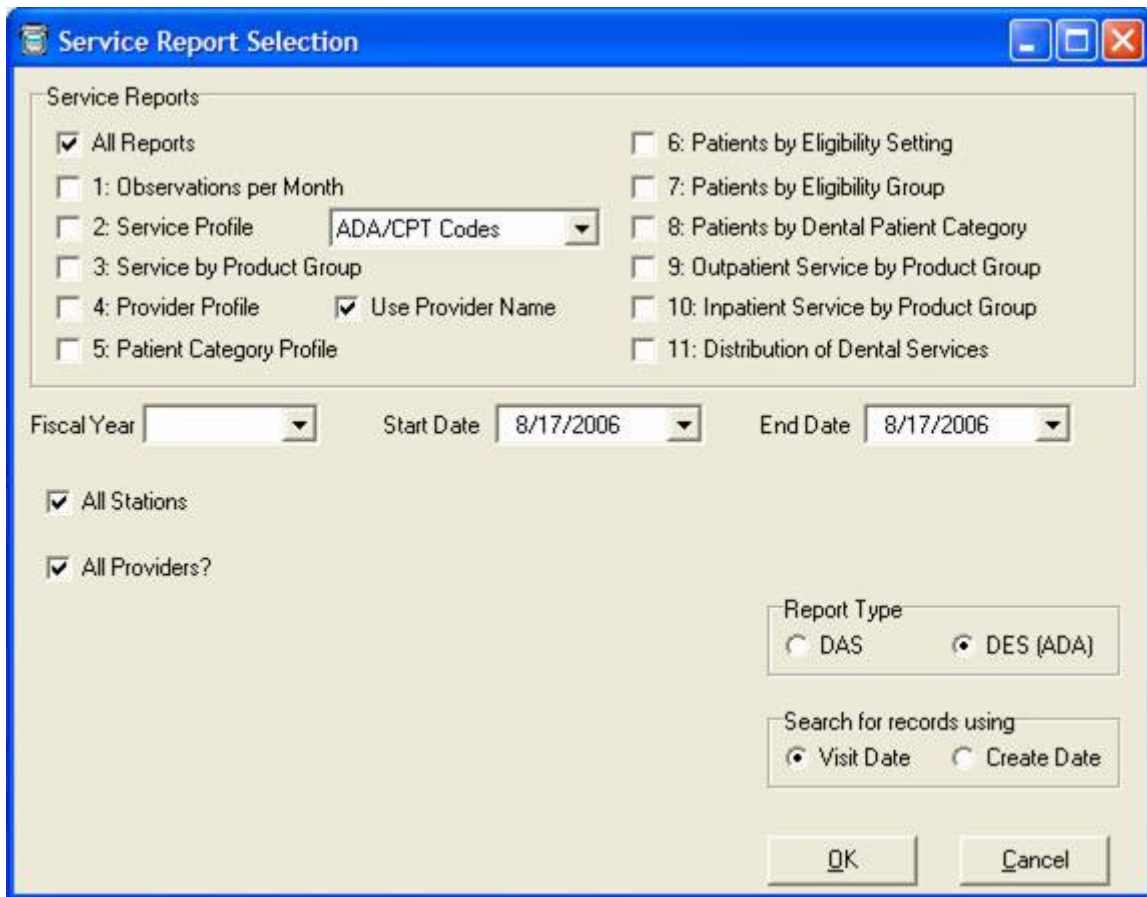 Service Report Selection
Service Reports
All Reports
1: Observations per Month
2: Service Profile ADA/CPT Codes
3: Service by Product Group
4: Provider Profile Use Provider Name
5: Patient Category Profile
6: Patients by Eligibility Setting
7: Patients by Eligibility Group
8: Patients by Dental Patient Category
9: Outpatient Service by Product Group
10: Inpatient Service by Product Group
11: Distribution of Dental Services
Fiscal Year Start Date 8/17/2006 End Date 8/17/2006
All Stations
All Providers?
Report Type
DAS DES (ADA)
Search for records using
Visit Date Create Date
OK Cancel